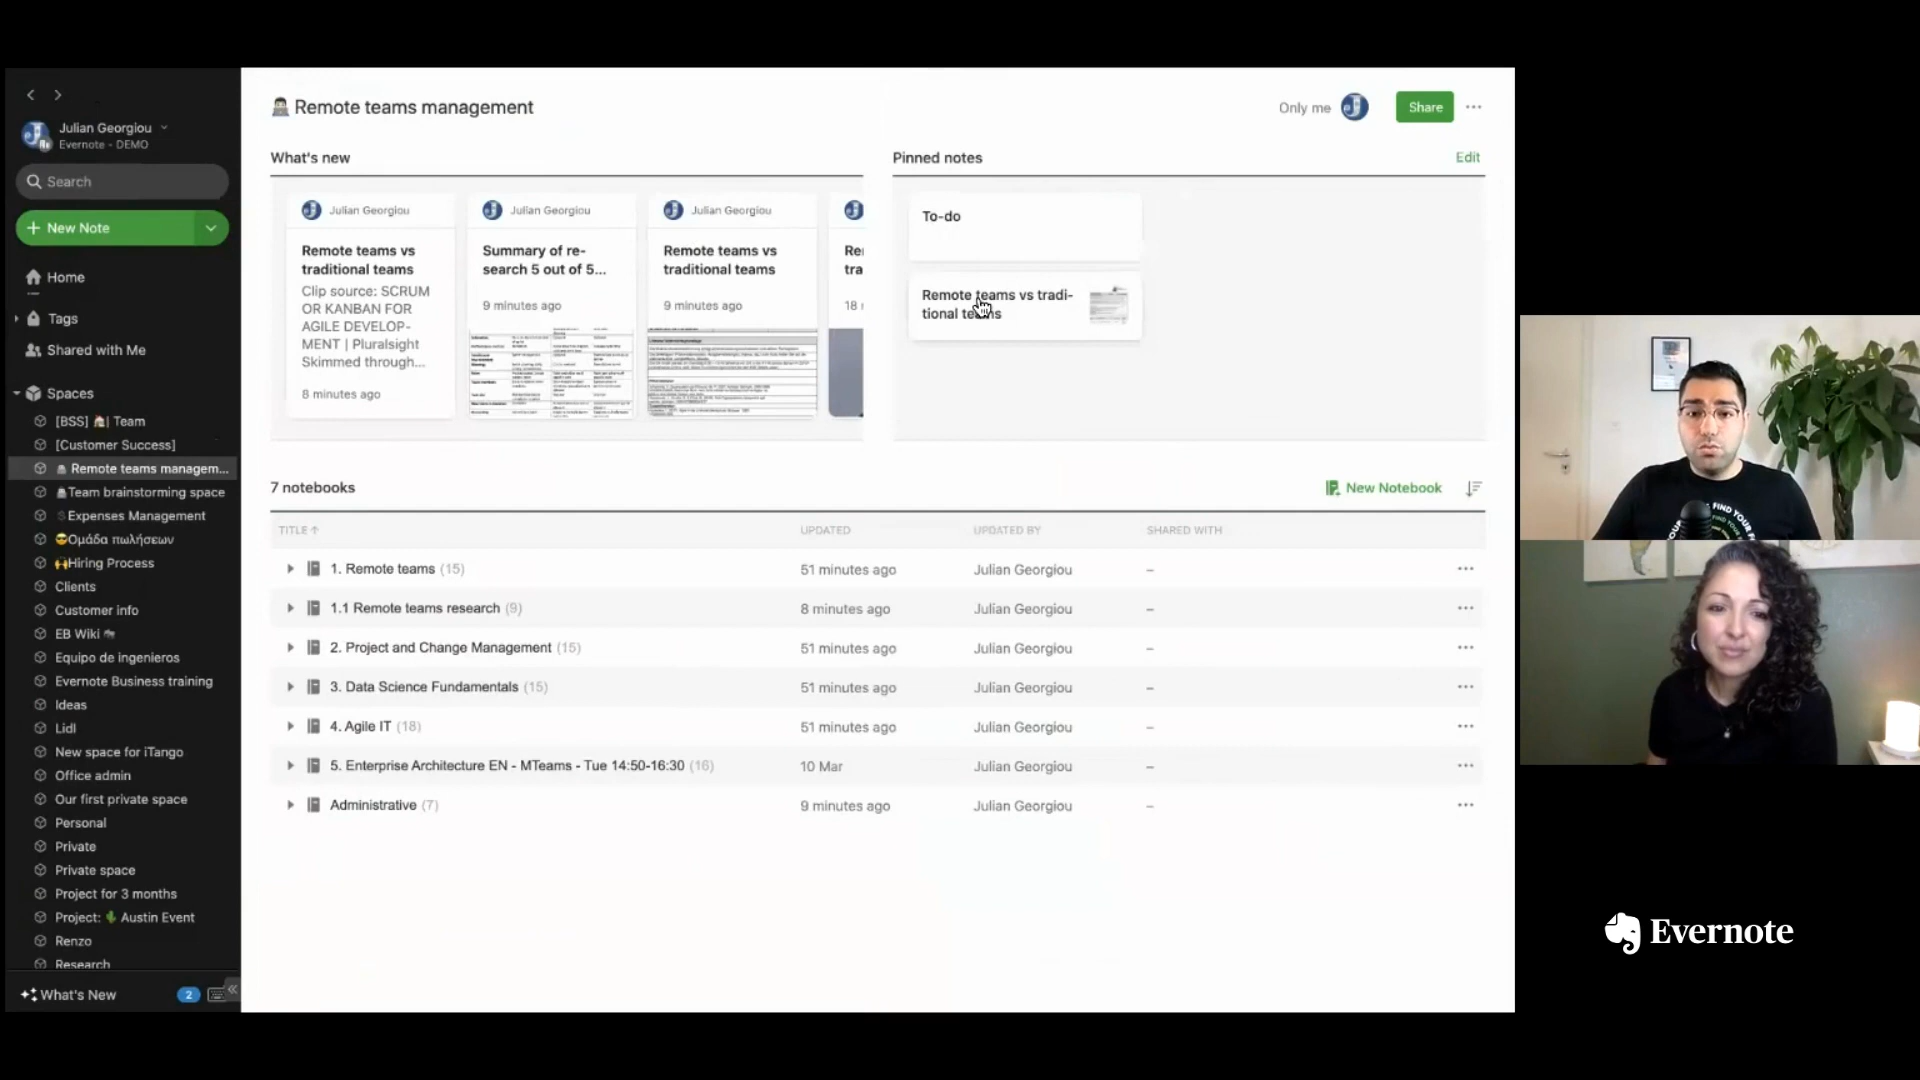 Julian Georgiou
Evernote - DEMO
Search
New Note
Home
Tags
Shared with Me
Spaces
[BSS] | Team
[Customer Success]
Remote teams managem...
Team brainstorming space
Expenses Management
Ομάδα πωλήσεων
Hiring Process
Clients
Customer info
EB Wiki
Equipo de ingenieros
Evernote Business training
Ideas
Lidl
New space for iTango
Office admin
Our first private space
Personal
Private
Private space
Project for 3 months
Project: Austin Event
Renzo
Research
What's New
2
Remote teams management
Only me
Share
What's new
Julian Georgiou
Remote teams vs
traditional teams
Clip source: SCRUM
OR KANBAN FOR
AGILE DEVELOP-
MENT | Pluralsight
Skimmed through...
8 minutes ago
Julian Georgiou
Summary of re-
search 5 out of 5...
9 minutes ago
Julian Georgiou
Remote teams vs
traditional teams
9 minutes ago
Rei
tra
18 r
Pinned notes
Edit
To-do
Remote teams vs tradi-
tional teams
7 notebooks
New Notebook
TITLE UPDATED UPDATED BY SHARED WITH
1. Remote teams (15) 51 minutes ago Julian Georgiou –
1.1 Remote teams research (9) 8 minutes ago Julian Georgiou –
2. Project and Change Management (15) 51 minutes ago Julian Georgiou –
3. Data Science Fundamentals (15) 51 minutes ago Julian Georgiou –
4. Agile IT (18) 51 minutes ago Julian Georgiou –
5. Enterprise Architecture EN - MTeams - Tue 14:50-16:30 (16) 10 Mar Julian Georgiou –
Administrative (7) 9 minutes ago Julian Georgiou –
FIND YOUR
Evernote